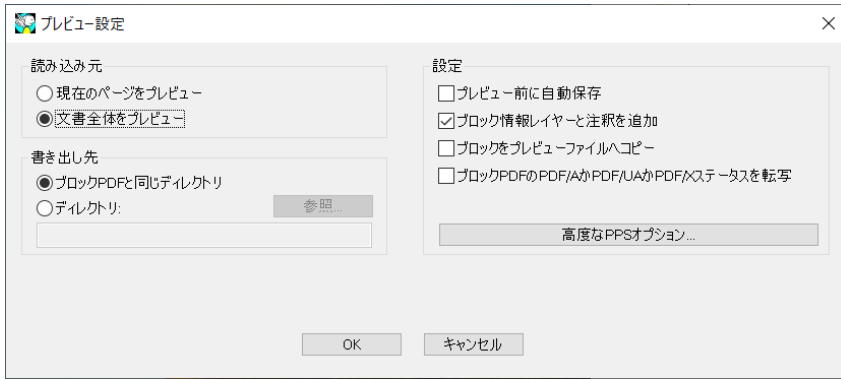 プレビュー設定
読み込み元
現在のページをプレビュー
文書全体をプレビュー
書き出し先
ブロックPDFと同じディレクトリ
ディレクトリ:
参照...
設定
プレビュー前に自動保存
ブロック情報レイヤーと注釈を追加
ブロックをプレビューファイルへコピー
ブロックPDFのPDF/AかPDF/UAかPDF/Xステータスを転写
高度なPPSオプション...
OK
キャンセル